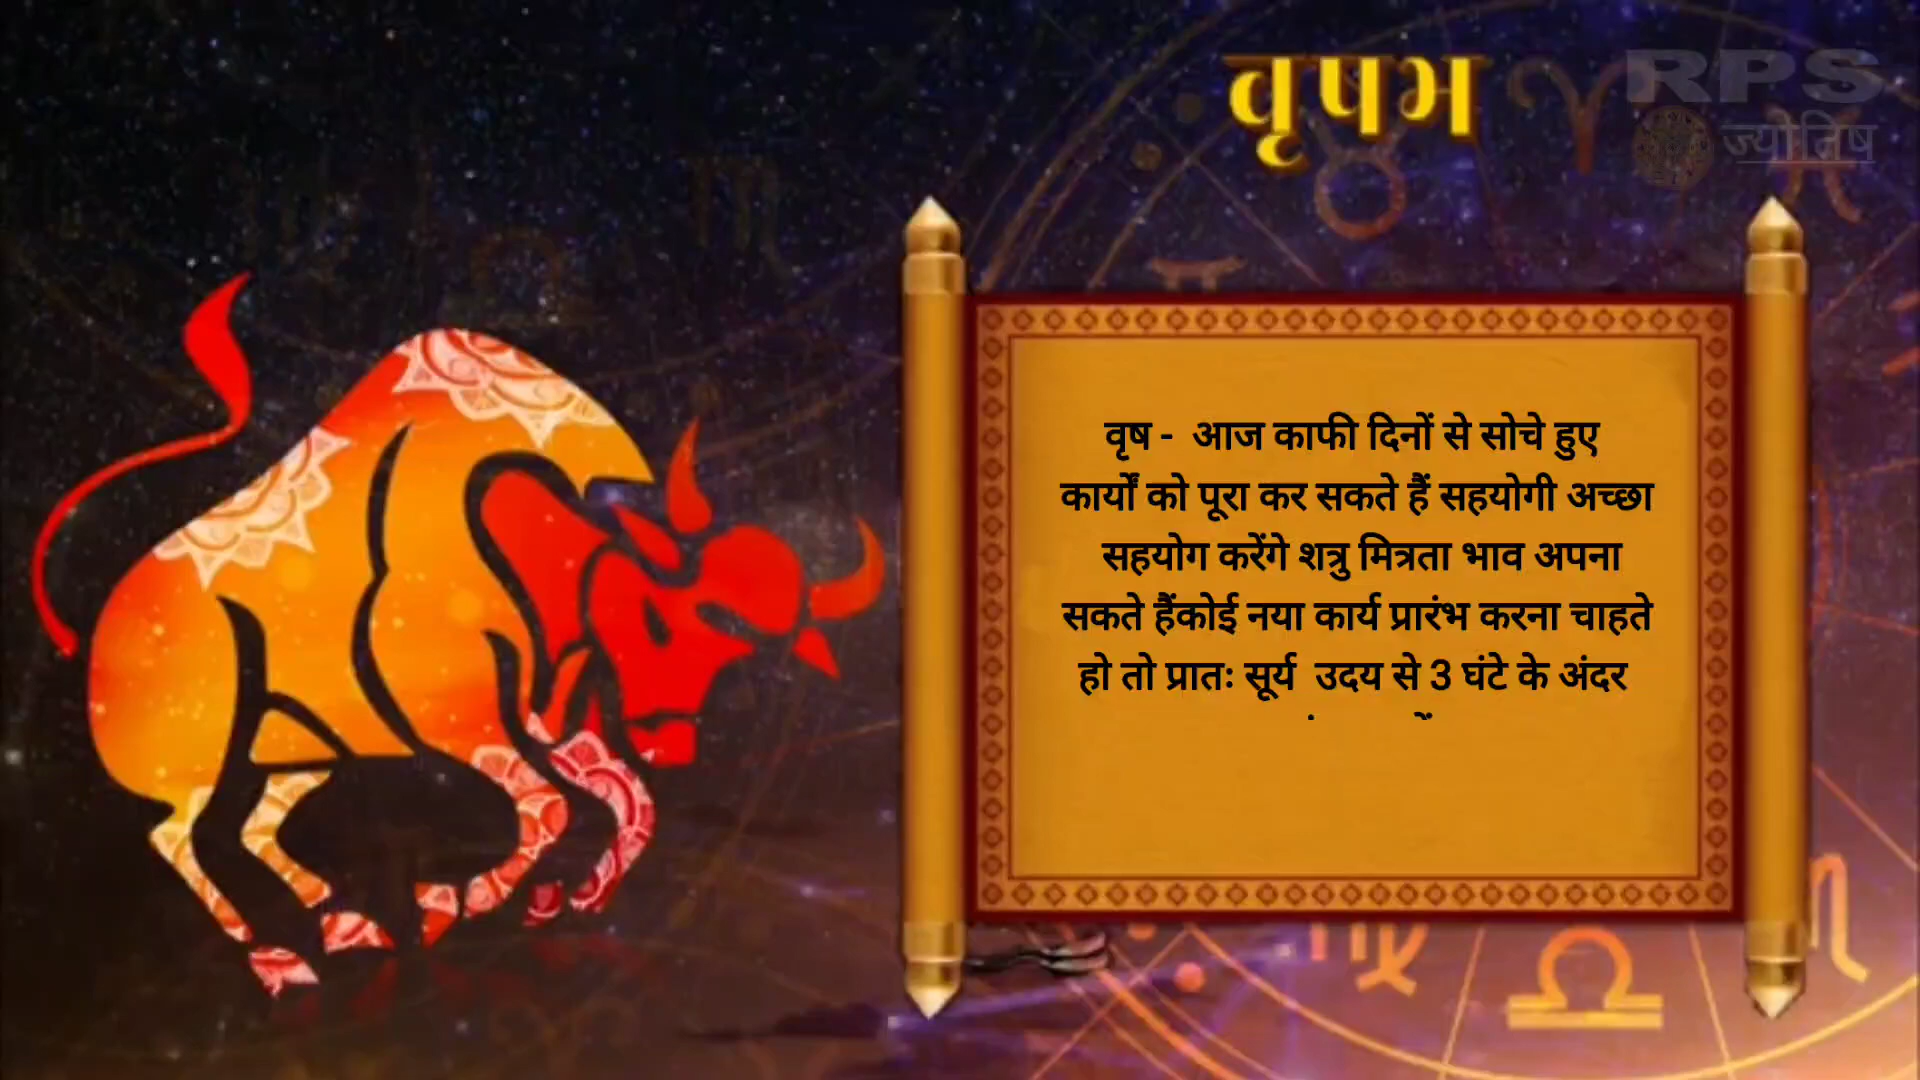 वृषभ
RPS
ज्योतिष
वृष - आज काफी दिनों से सोचे हुए
कार्यों को पूरा कर सकते हैं सहयोगी अच्छा
सहयोग करेंगे शत्रु मित्रता भाव अपना
सकते हैंकोई नया कार्य प्रारंभ करना चाहते
हो तो प्रातः सूर्य उदय से 3 घंटे के अंदर